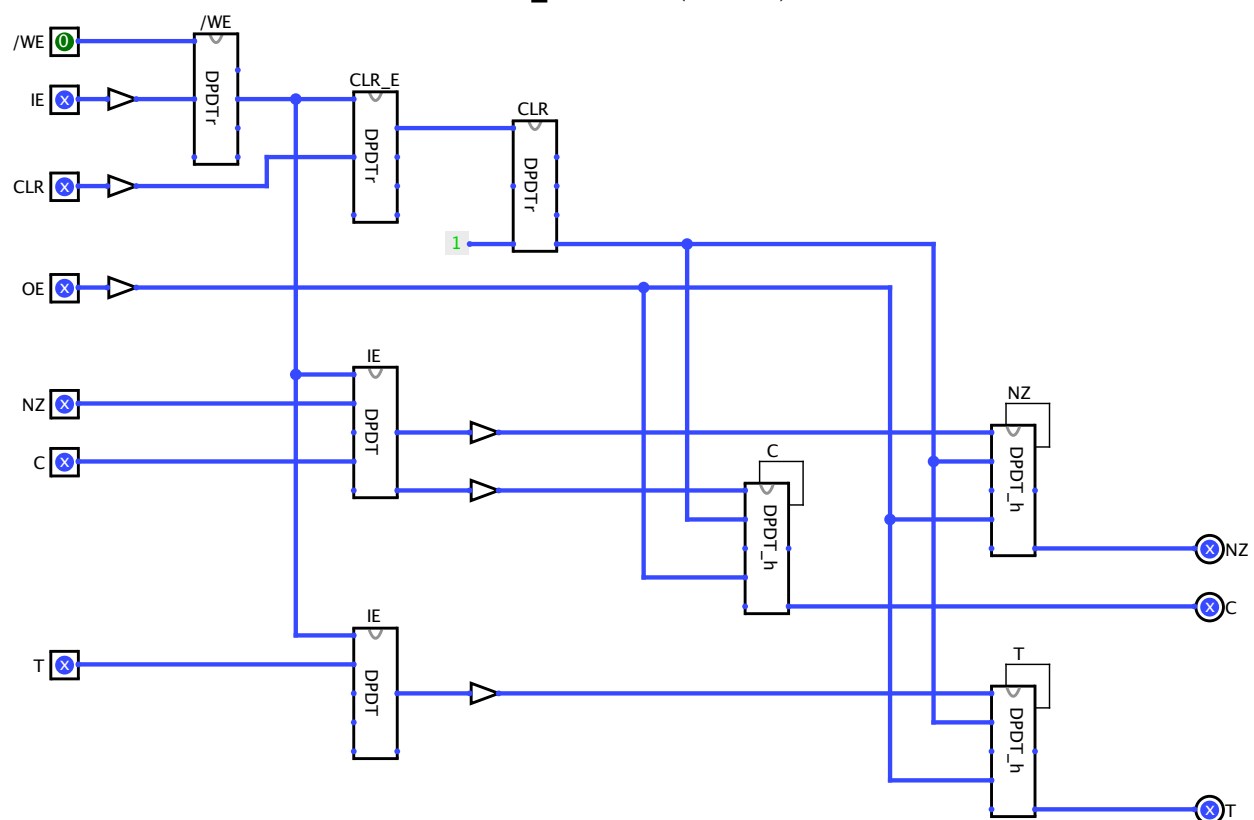 /WE
/WE
0
DPDTr
IE
x
CLR_E
DPDTr
CLR
DPDTr
CLR
x
1
OE
x
IE
DPDT
NZ
x
C
x
NZ
DPDT_h
C
DPDT_h
x
NZ
x
C
IE
DPDT
T
x
T
DPDT_h
x
T